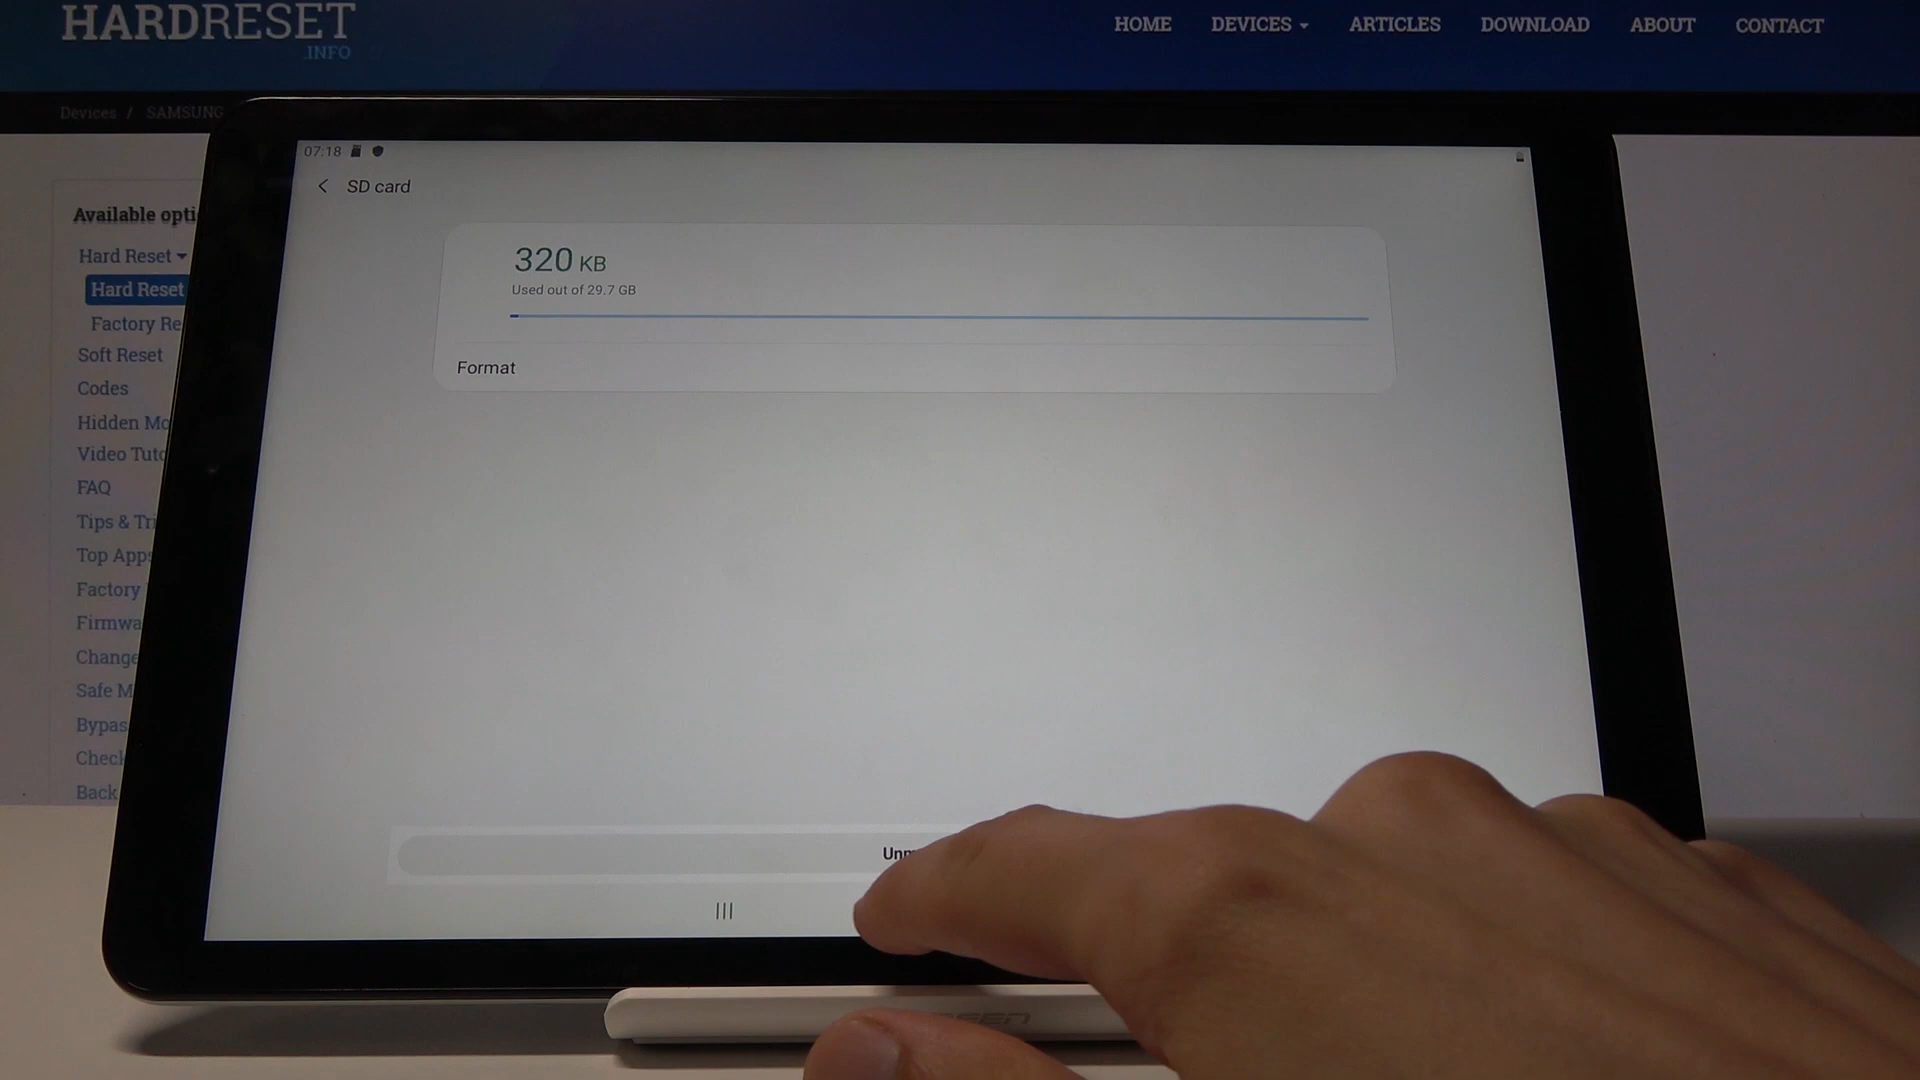 HARDRESET
.INFO
HOME DEVICES ARTICLES DOWNLOAD ABOUT CONTACT
Devices / SAMSUNG
Available opti
Hard Reset
Hard Reset
Factory Re
Soft Reset
Codes
Hidden Mo
Video Tuto
FAQ
Tips & Tri
Top Apps
Factory
Firmwa
Change
Safe M
Bypas
Check
Back
07:18
SD card
320 KB
Used out of 29.7 GB
Format
Unm